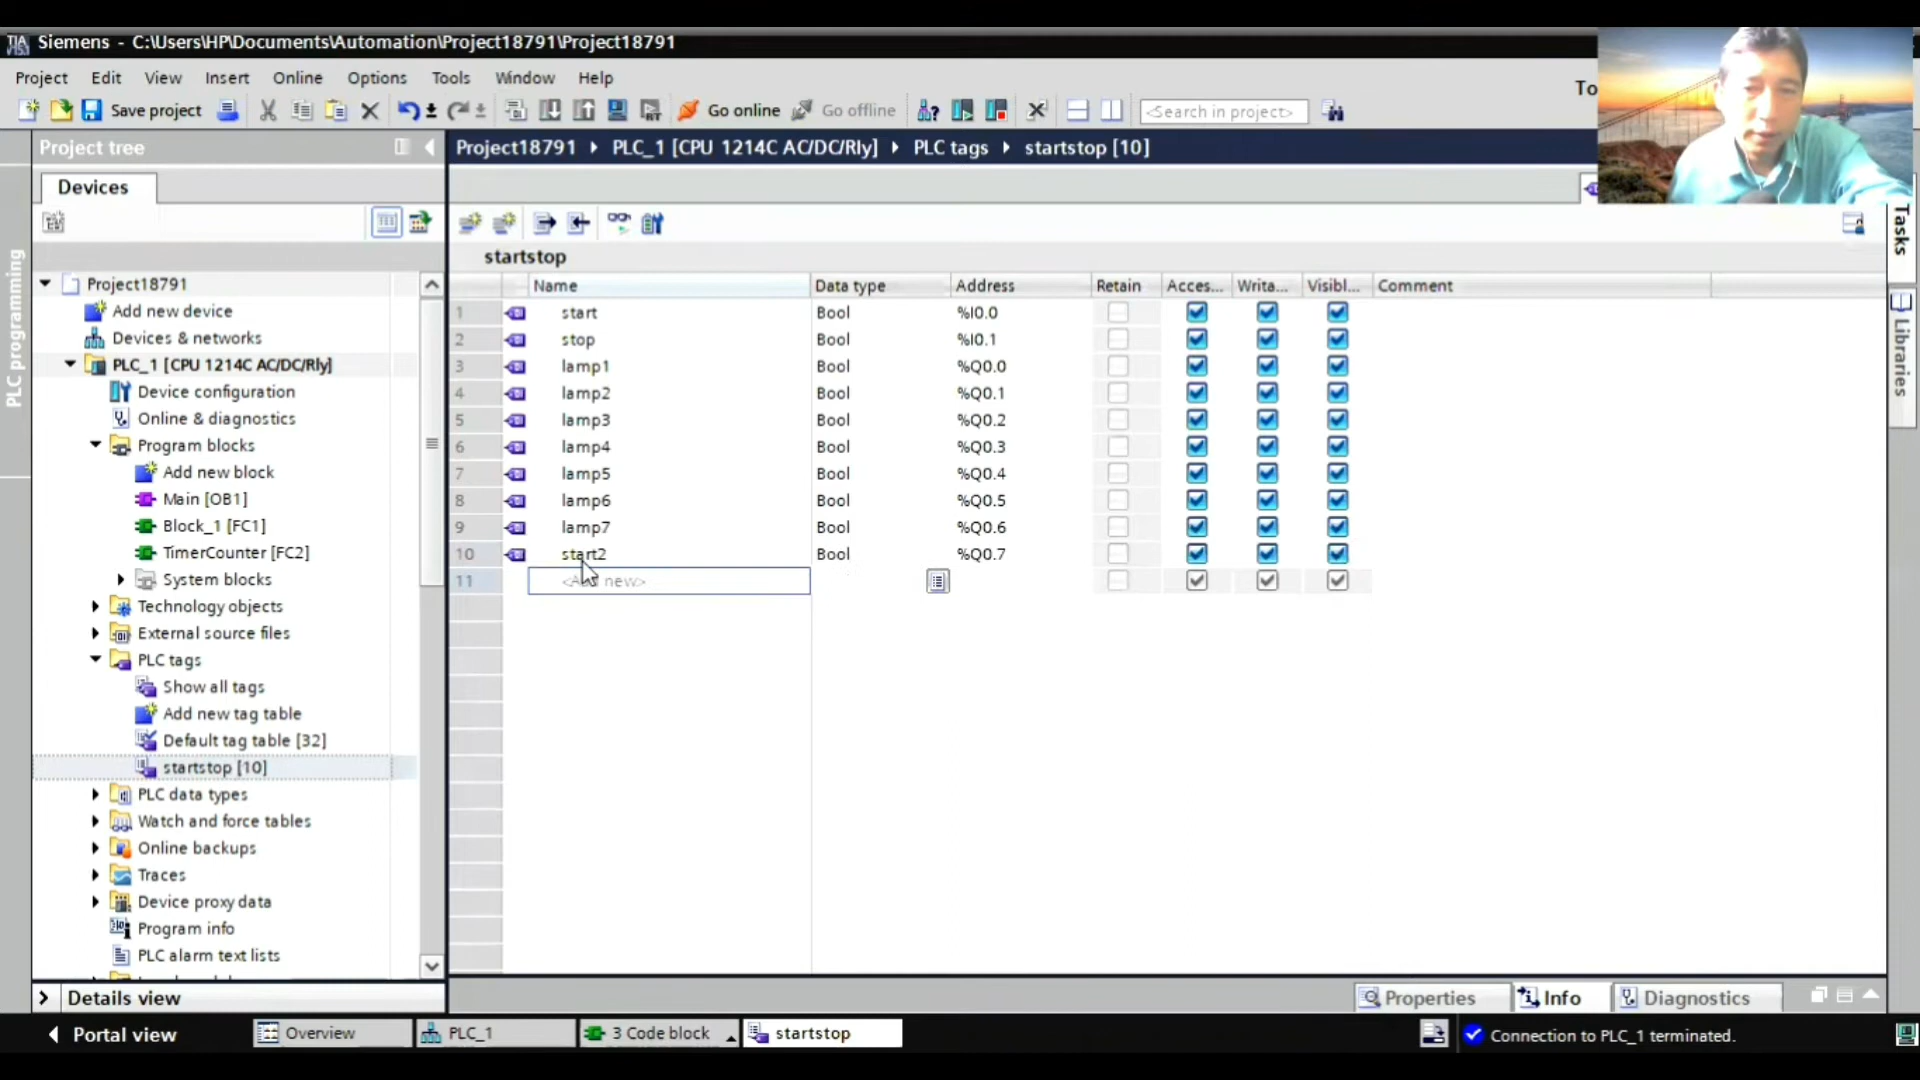 Siemens - C:\Users\HP\Documents\Automation\Project18791\Project18791
Project Edit View Insert Online Options Tools Window Help
To
Save project Go online Go offline <Search in project>
Project tree
Project18791 PLC_1 [CPU 1214C AC/DC/Rly] PLC tags startstop [10]
Devices
PLC programming
Tasks
Libraries
startstop
Name Data type Address Retain Acces... Writa... Visibl... Comment
1 start Bool %I0.0
2 stop Bool %I0.1
3 lamp1 Bool %Q0.0
4 lamp2 Bool %Q0.1
5 lamp3 Bool %Q0.2
6 lamp4 Bool %Q0.3
7 lamp5 Bool %Q0.4
8 lamp6 Bool %Q0.5
9 lamp7 Bool %Q0.6
10 start2 Bool %Q0.7
11 new>
Project18791
Add new device
Devices & networks
PLC_1 [CPU 1214C AC/DC/Rly]
Device configuration
Online & diagnostics
Program blocks
Add new block
Main [OB1]
Block_1 [FC1]
TimerCounter [FC2]
System blocks
Technology objects
External source files
PLC tags
Show all tags
Add new tag table
Default tag table [32]
startstop [10]
PLC data types
Watch and force tables
Online backups
Traces
Device proxy data
Program info
PLC alarm text lists
Details view
Properties Info Diagnostics
Portal view Overview PLC_1 3 Code block startstop Connection to PLC_1 terminated.